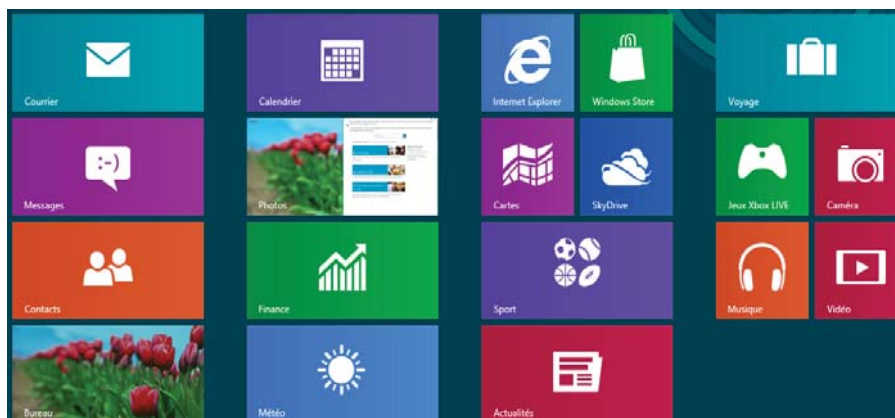 Courrier
Calendrier
Internet Explorer
Windows Store
Voyage
Messages
:-)
Photos
Cartes
SkyDrive
Jeux Xbox LIVE
Caméra
Contacts
Finance
Sport
Musique
Vidéo
Bureau
Météo
Actualités